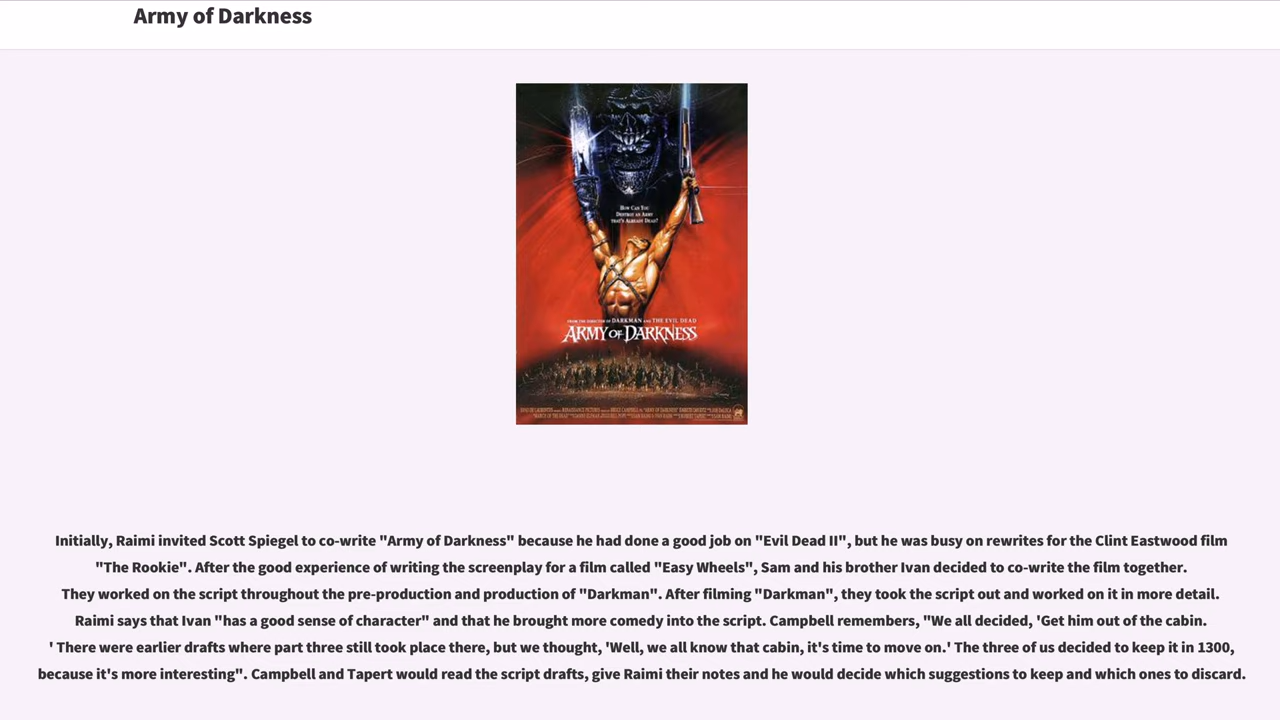 Army of Darkness
HOW CAN YOU
DESTROY AN ARMY
THAT'S ALREADY DEAD?
FROM THE DIRECTOR OF DARKMAN AND THE EVIL DEAD
ARMY OF DARKNESS
Initially, Raimi invited Scott Spiegel to co-write "Army of Darkness" because he had done a good job on "Evil Dead II", but he was busy on rewrites for the Clint Eastwood film
"The Rookie". After the good experience of writing the screenplay for a film called "Easy Wheels", Sam and his brother Ivan decided to co-write the film together.
They worked on the script throughout the pre-production and production of "Darkman". After filming "Darkman", they took the script out and worked on it in more detail.
Raimi says that Ivan "has a good sense of character" and that he brought more comedy into the script. Campbell remembers, "We all decided, 'Get him out of the cabin.
' There were earlier drafts where part three still took place there, but we thought, 'Well, we all know that cabin, it's time to move on.' The three of us decided to keep it in 1300,
because it's more interesting". Campbell and Tapert would read the script drafts, give Raimi their notes and he would decide which suggestions to keep and which ones to discard.